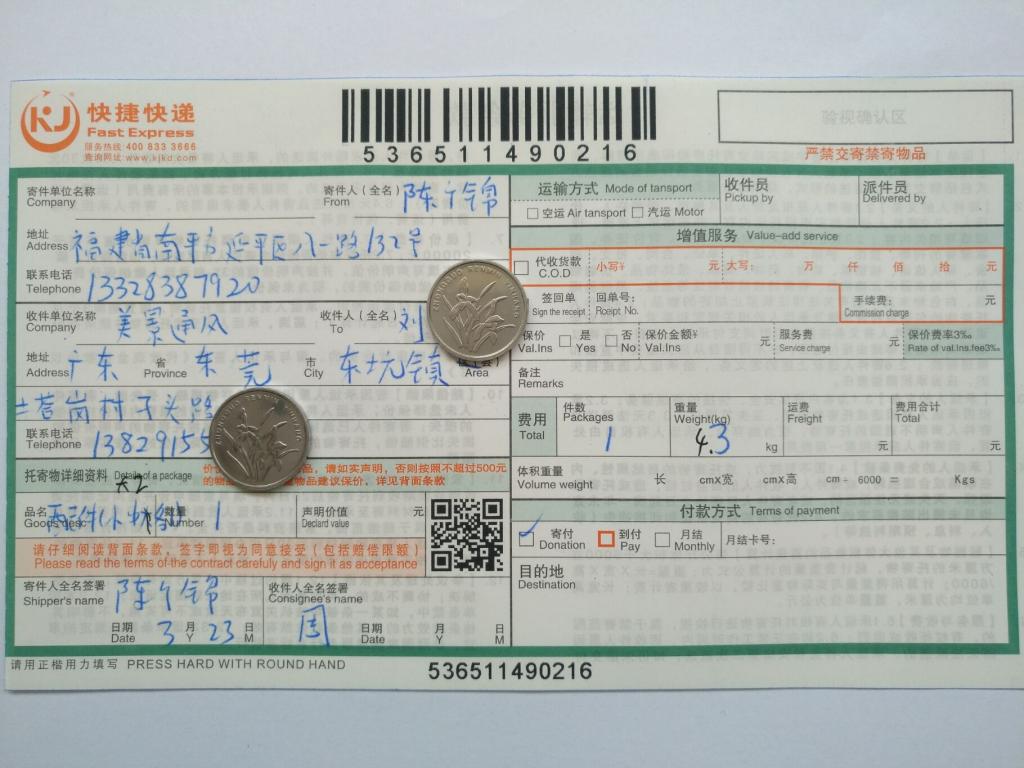 快捷快递
Fast Express
服务热线: 400 833 3666
查询网址: www.kjkd.com
536511490216
验视确认区
严禁交寄禁寄物品
寄件单位名称 Company
寄件人（全名） From 陈个锦
地址 Address 福建省南平市延平区八一路132号
联系电话 Telephone 13328387920
收件单位名称 Company 美景通风
收件人（全名） To 刘
地址 Address 广东 省 Province 东莞 市 City 东坑镇 Area
岗村子头路
联系电话 Telephone 1382915
托寄物详细资料 Details of a package
品名 Goods desc 配件
数量 Number 1
声明价值 Declard value 元
请仔细阅读背面条款，签字即视为同意接受（包括赔偿限额）
Please read the terms of the contract carefuly and sign it as acceptance
寄件人全名签署 Shipper's name 陈个锦
收件人全名签署 Consignee's name 周
日期 Date 3 月 Y 23 日 M
日期 Date 月 Y 日 M
运输方式 Mode of tansport
收件员 Pickup by
派件员 Delivered by
空运 Air tansport 汽运 Motor
增值服务 Value-add service
代收货款 C.O.D 小写¥ 元 大写: 万 仟 佰 拾 元
签回单 Sign the receipt 回单号: Roipt No.
手续费: Commission charge 元
保价 Val.Ins 是 Yes 否 No 保价金额¥ Val.Ins 元 服务费 Service charge 元 保价费率3‰ Rate of val.Ins.fee3‰
备注 Remarks
费用 Total
件数 Packages 1
重量 Weight(kg) 4.3 kg
运费 Freight 元
费用合计 Total 元
体积重量 Volume weight 长 cmX宽 cmX高 cm ÷ 6000 = Kgs
付款方式 Terms of payment
寄付 Donation 到付 Pay 月结 Monthly 月结卡号:
目的地 Destination
请用正楷用力填写 PRESS HARD WITH ROUND HAND
536511490216